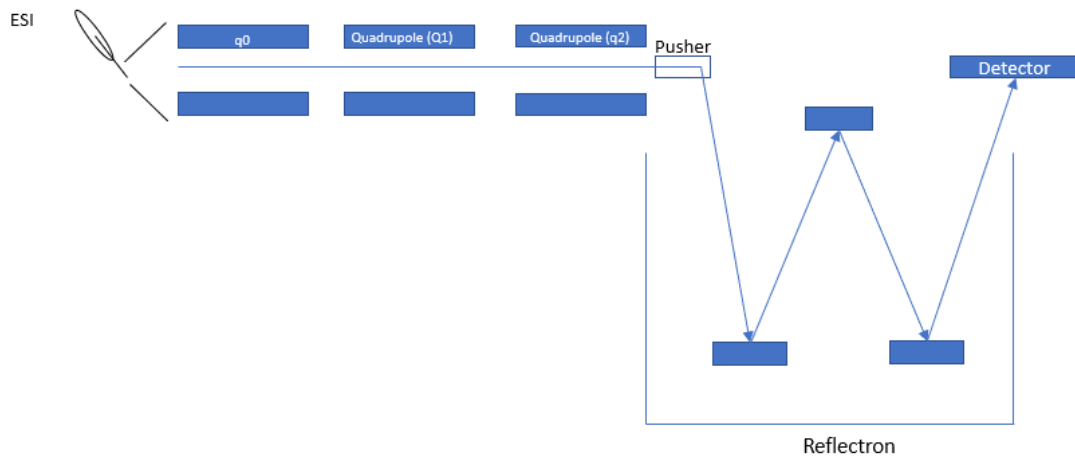 ESI
q0
Quadrupole (Q1)
Quadrupole (q2)
Pusher
Detector
Reflectron